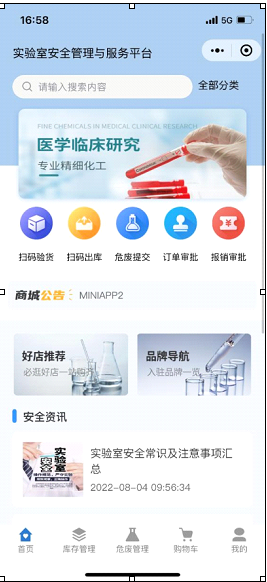 16:58
5G
实验室安全管理与服务平台
请输入搜索内容
全部分类
FINE CHEMICALS IN MEDICAL CLINICAL RESEARCH
医学临床研究
专业精细化工
扫码验货
扫码出库
危废提交
订单审批
报销审批
商城公告
MINIAPP2
好店推荐
必逛好店一站购齐
品牌导航
入驻品牌一览
安全资讯
实验室
实验室安全常识及注意事项汇
总
2022-08-04 09:56:34
首页
库存管理
危废管理
购物车
我的